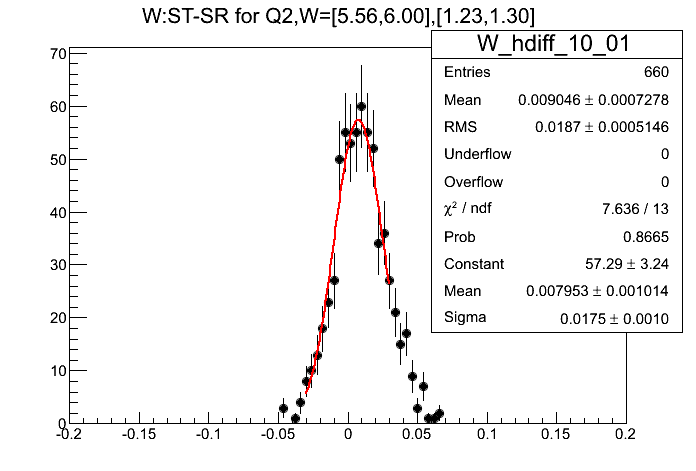 W:ST-SR for Q2,W=[5.56,6.00],[1.23,1.30]
W_hdiff_10_01
Entries 660
Mean 0.009046 ± 0.0007278
RMS 0.0187 ± 0.0005146
Underflow 0
Overflow 0
χ² / ndf 7.636 / 13
Prob 0.8665
Constant 57.29 ± 3.24
Mean 0.007953 ± 0.001014
Sigma 0.0175 ± 0.0010
70
60
50
40
30
20
10
0
-0.2 -0.15 -0.1 -0.05 0 0.05 0.1 0.15 0.2